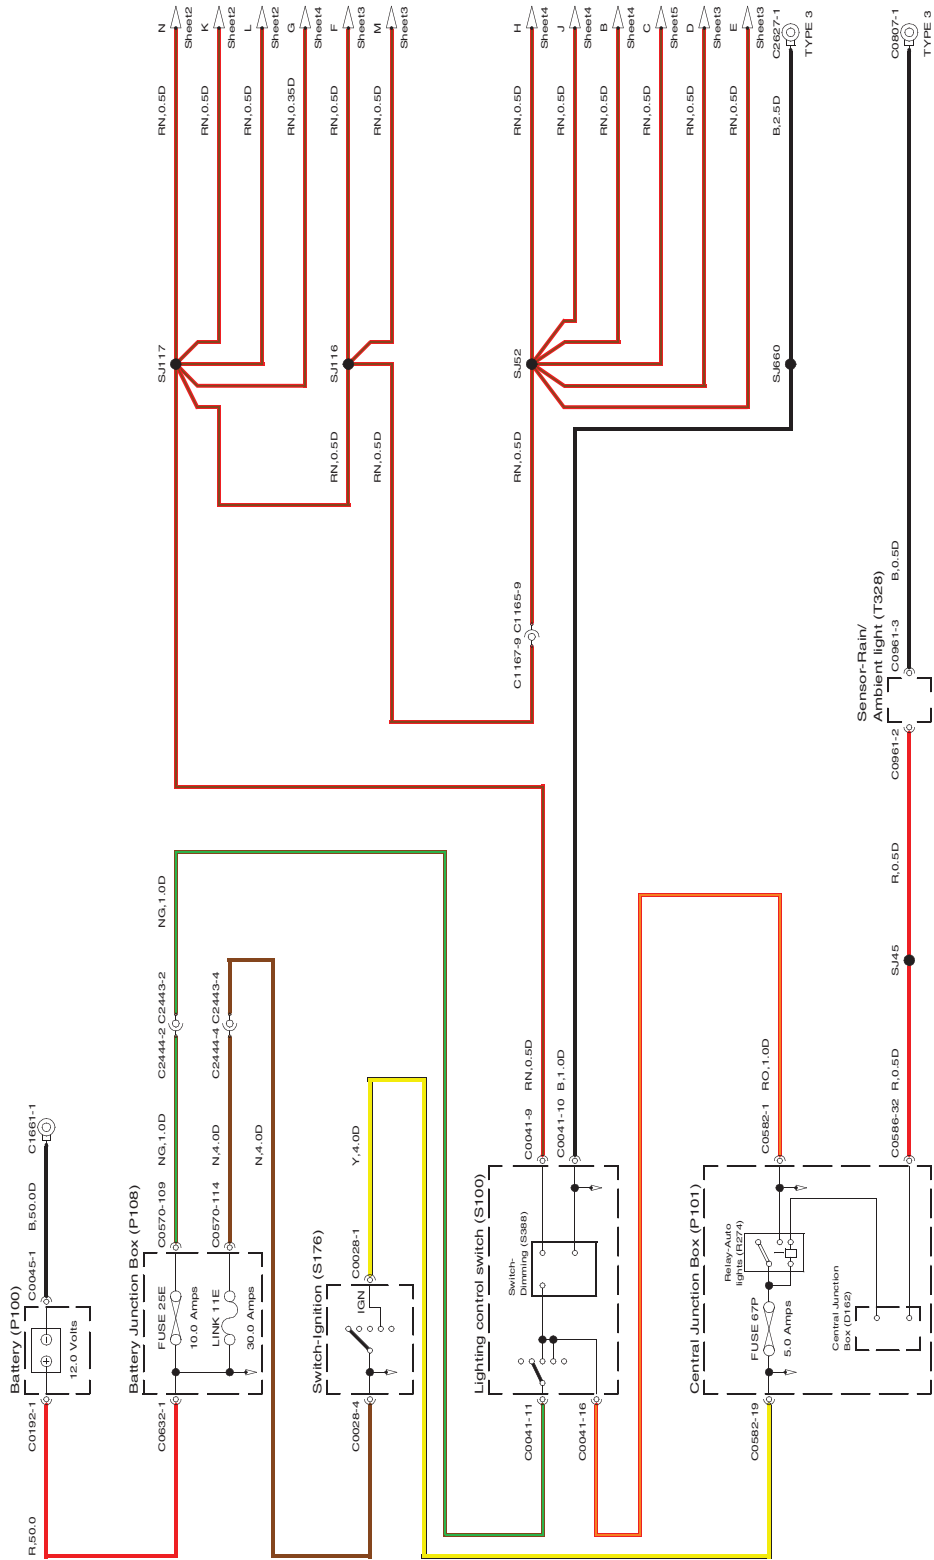 Battery (P100)
12.0 Volts
C0192-1
R,50.0
C0045-1
B,50.0D
C1661-1
Battery Junction Box (P108)
FUSE 25E
10.0 Amps
LINK 11E
30.0 Amps
C0632-1
C0570-109
NG,1.0D
C2444-2
C2443-2
NG,1.0D
C0570-114
N,4.0D
C2444-4
C2443-4
N,4.0D
Switch-Ignition (S176)
IGN
C0028-4
C0028-1
Y,4.0D
Lighting control switch (S100)
Switch-
Dimming (S388)
C0041-11
C0041-16
C0041-9
RN,0.5D
C0041-10
B,1.0D
Central Junction Box (P101)
FUSE 67P
5.0 Amps
Relay-Auto
lights (R274)
Central Junction
Box (D162)
C0582-19
C0582-1
RO,1.0D
C0586-32
R,0.5D
SJ45
R,0.5D
C0961-2
Sensor-Rain/
Ambient light (T328)
C0961-3
B,0.5D
C0807-1
TYPE 3
SJ117
RN,0.5D
N
Sheet2
RN,0.5D
K
Sheet2
RN,0.5D
L
Sheet2
RN,0.35D
G
Sheet4
RN,0.5D
SJ116
RN,0.5D
F
Sheet3
RN,0.5D
RN,0.5D
M
Sheet3
C1167-9
C1165-9
RN,0.5D
SJ52
RN,0.5D
H
Sheet4
RN,0.5D
J
Sheet4
RN,0.5D
B
Sheet4
RN,0.5D
C
Sheet5
RN,0.5D
D
Sheet3
RN,0.5D
E
Sheet3
SJ660
B,2.5D
C2627-1
TYPE 3